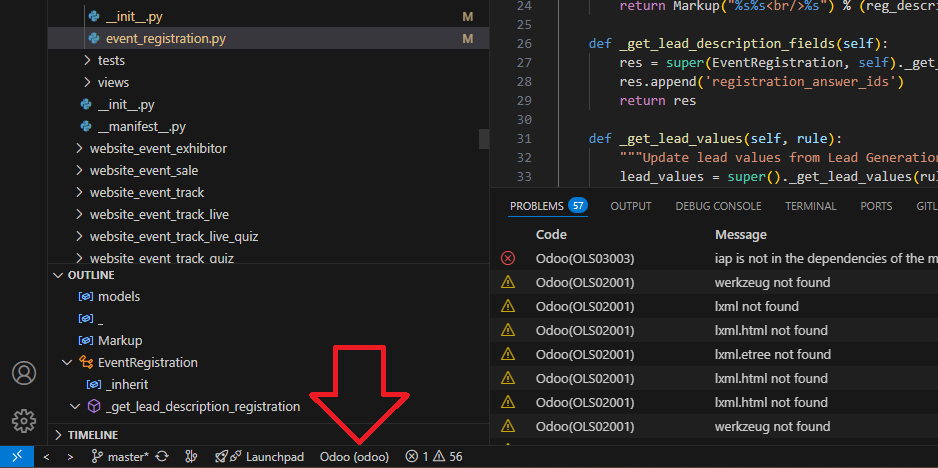 __init__.py M
event_registration.py M
tests
views
__init__.py
__manifest__.py
website_event_exhibitor
website_event_sale
website_event_track
website_event_track_live
website_event_track_live_quiz
website_event_track_quiz
OUTLINE
models
_
Markup
EventRegistration
_inherit
_get_lead_description_registration
TIMELINE
24 return Markup("%s%s<br/>%s") % (reg_descri
25
26 def _get_lead_description_fields(self):
27 res = super(EventRegistration, self)._get_
28 res.append('registration_answer_ids')
29 return res
30
31 def _get_lead_values(self, rule):
32 """Update lead values from Lead Generation
33 lead_values = super()._get_lead_values(rul
PROBLEMS 57 OUTPUT DEBUG CONSOLE TERMINAL PORTS GITL
Code Message
Odoo(OLS03003) iap is not in the dependencies of the m
Odoo(OLS02001) werkzeug not found
Odoo(OLS02001) lxml not found
Odoo(OLS02001) lxml.html not found
Odoo(OLS02001) lxml.etree not found
Odoo(OLS02001) lxml.html not found
Odoo(OLS02001) lxml.html not found
Odoo(OLS02001) werkzeug not found
master* Launchpad Odoo (odoo) 1 56